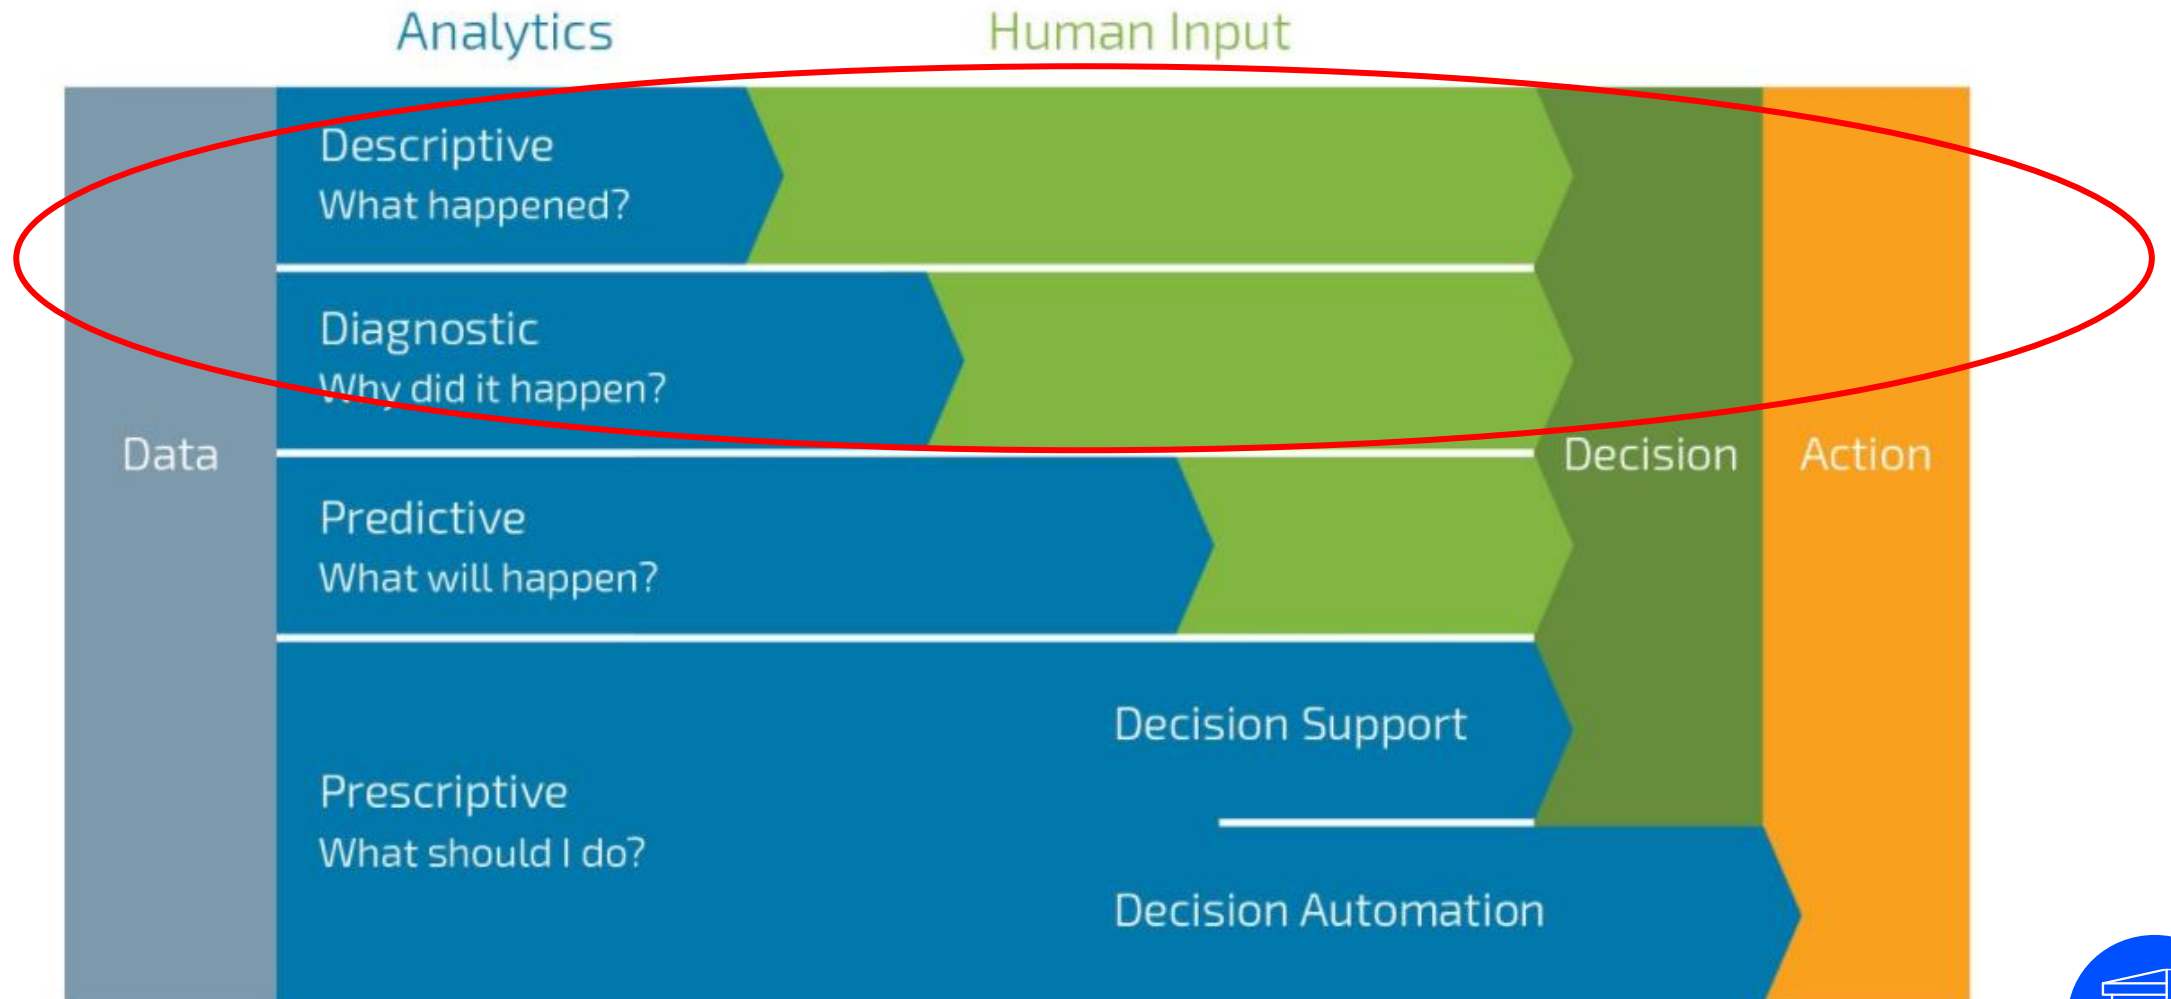 Analytics
Human Input
Descriptive
What happened?
Diagnostic
Why did it happen?
Data
Decision
Action
Predictive
What will happen?
Decision Support
Prescriptive
What should I do?
Decision Automation